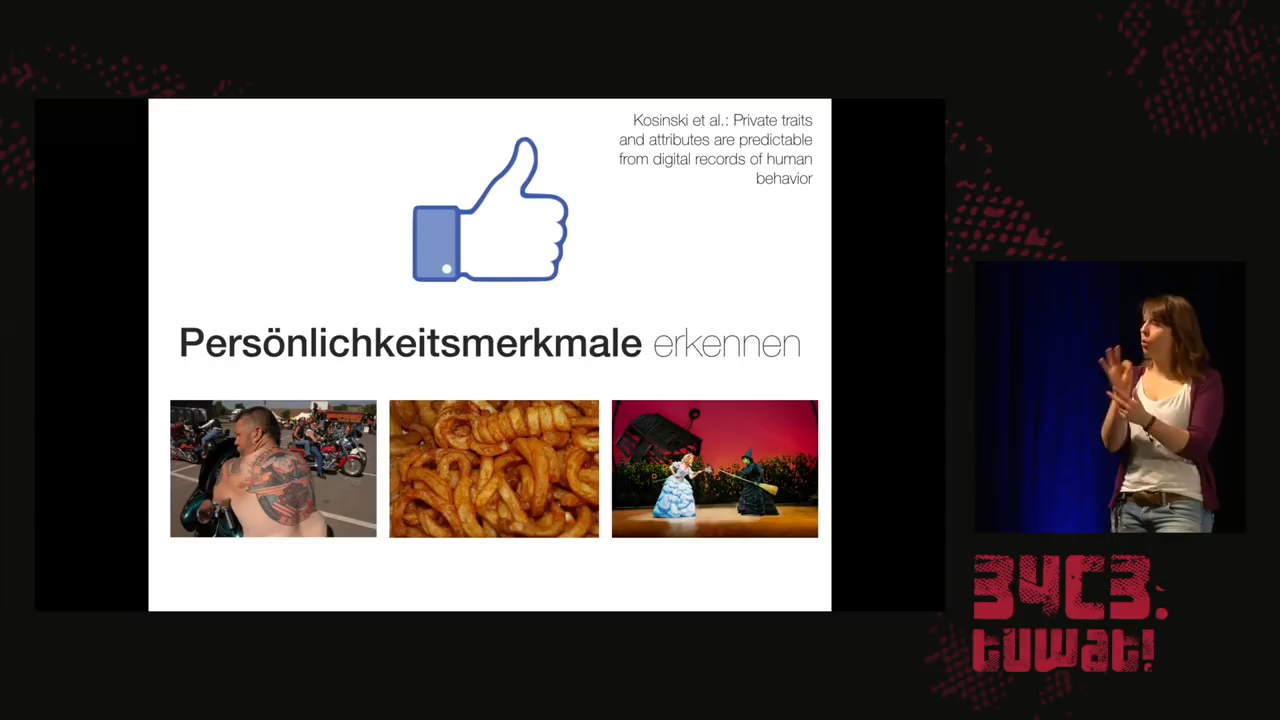 Kosinski et al.: Private traits
and attributes are predictable
from digital records of human
behavior
Persönlichkeitsmerkmale erkennen
34C3.
tuwat!